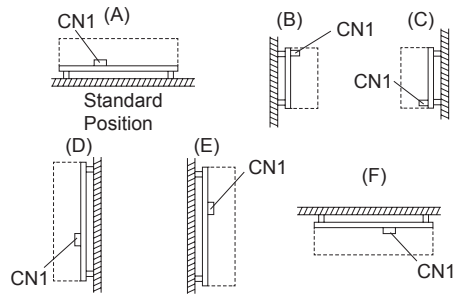 (A)
CN1
Standard
Position
(B)
CN1
(C)
CN1
(D)
CN1
(E)
CN1
(F)
CN1